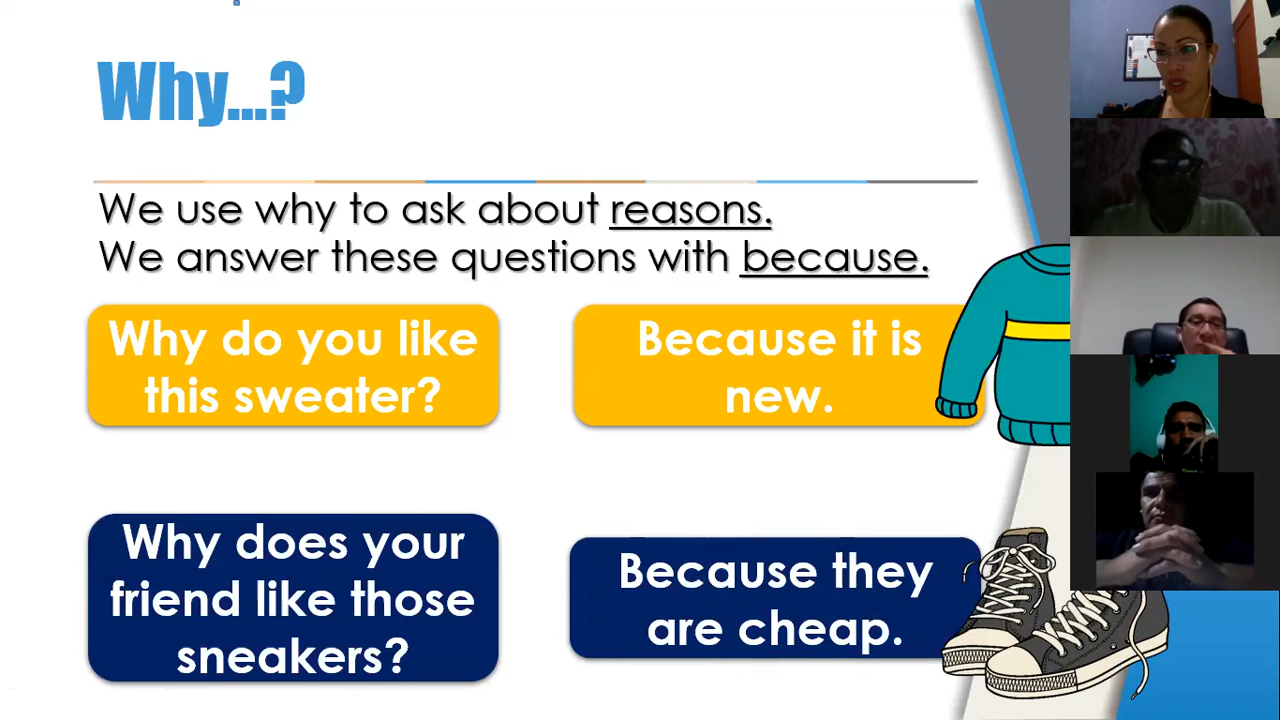 Why...?
We use why to ask about reasons.
We answer these questions with because.
Why do you like
this sweater?
Because it is
new.
Why does your
friend like those
sneakers?
Because they
are cheap.